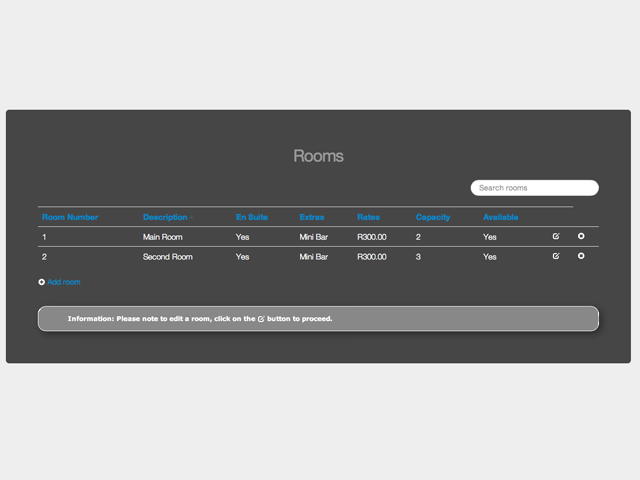 Rooms
Search rooms
Room Number Description En Suite Extras Rates Capacity Available
1 Main Room Yes Mini Bar R300.00 2 Yes
2 Second Room Yes Mini Bar R300.00 3 Yes
Add room
Information: Please note to edit a room, click on the button to proceed.